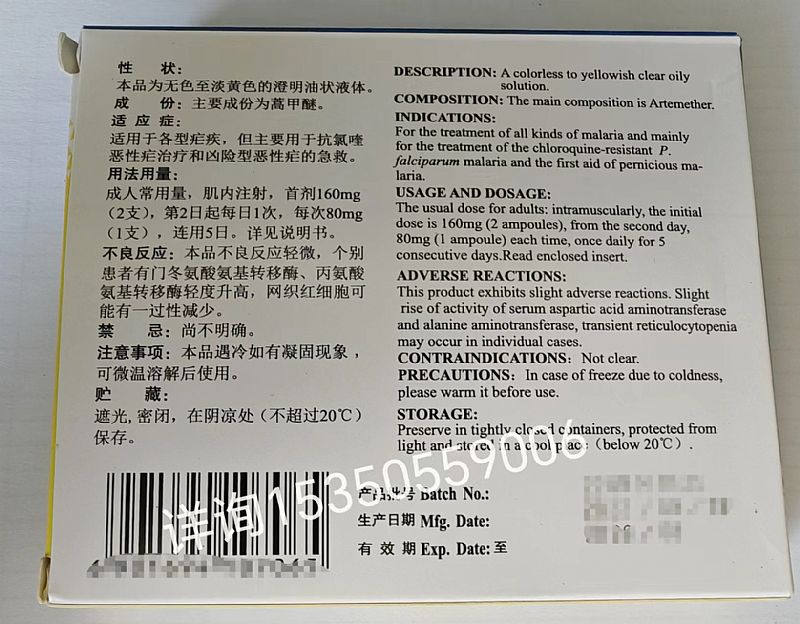 性 状：
本品为无色至淡黄色的澄明油状液体。
成 份：主要成份为蒿甲醚。
适 应 症：
适用于各型疟疾，但主要用于抗氯喹
恶性疟治疗和凶险型恶性疟的急救。
用法用量：
成人常用量，肌内注射，首剂160mg
（2支），第2日起每日1次，每次80mg
（1支），连用5日。详见说明书。
不良反应：本品不良反应轻微，个别
患者有门冬氨酸氨基转移酶、丙氨酸
氨基转移酶轻度升高，网织红细胞可
能有一过性减少。
禁 忌：尚不明确。
注意事项：本品遇冷如有凝固现象，
可微温溶解后使用。
贮 藏：
遮光,密闭，在阴凉处（不超过20℃）
保存。
DESCRIPTION: A colorless to yellowish clear oily
solution.
COMPOSITION: The main composition is Artemether.
INDICATIONS:
For the treatment of all kinds of malaria and mainly
for the treatment of the chloroquine-resistant P.
falciparum malaria and the first aid of pernicious ma-
laria.
USAGE AND DOSAGE:
The usual dose for adults: intramuscularly, the initial
dose is 160mg (2 ampoules), from the second day,
80mg (1 ampoule) each time, once daily for 5
consecutive days.Read enclosed insert.
ADVERSE REACTIONS:
This product exhibits slight adverse reactions. Slight
rise of activity of serum aspartic acid aminotransferase
and alanine aminotransferase, transient reticulocytopenia
may occur in individual cases.
CONTRAINDICATIONS: Not clear.
PRECAUTIONS: In case of freeze due to coldness,
please warm it before use.
STORAGE:
Preserve in tightly closed containers, protected from
light and stored in a cool place (below 20℃).
详询15350559006
产品批号 Batch No.:
生产日期 Mfg. Date:
有 效 期 Exp. Date: 至